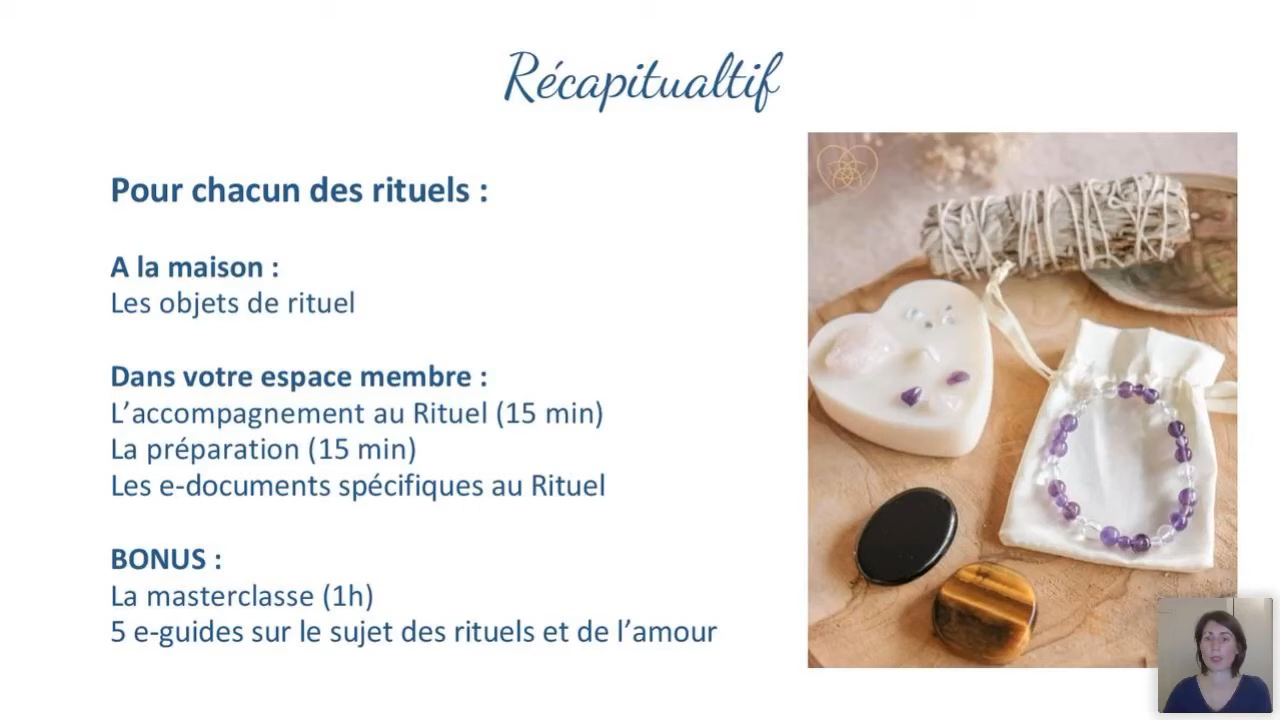 Récapitualtif
Pour chacun des rituels :
A la maison :
Les objets de rituel
Dans votre espace membre :
L’accompagnement au Rituel (15 min)
La préparation (15 min)
Les e-documents spécifiques au Rituel
BONUS :
La masterclasse (1h)
5 e-guides sur le sujet des rituels et de l’amour